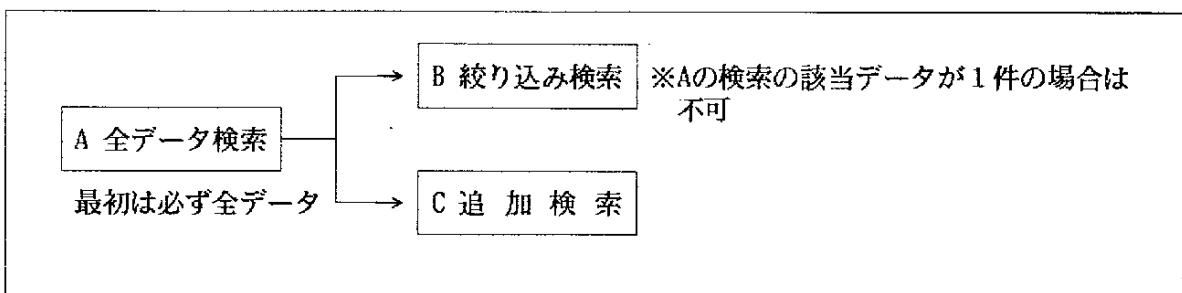 B 絞り込み検索
※Aの検索の該当データが1件の場合は
不可
A 全データ検索
最初は必ず全データ
C 追 加 検 索